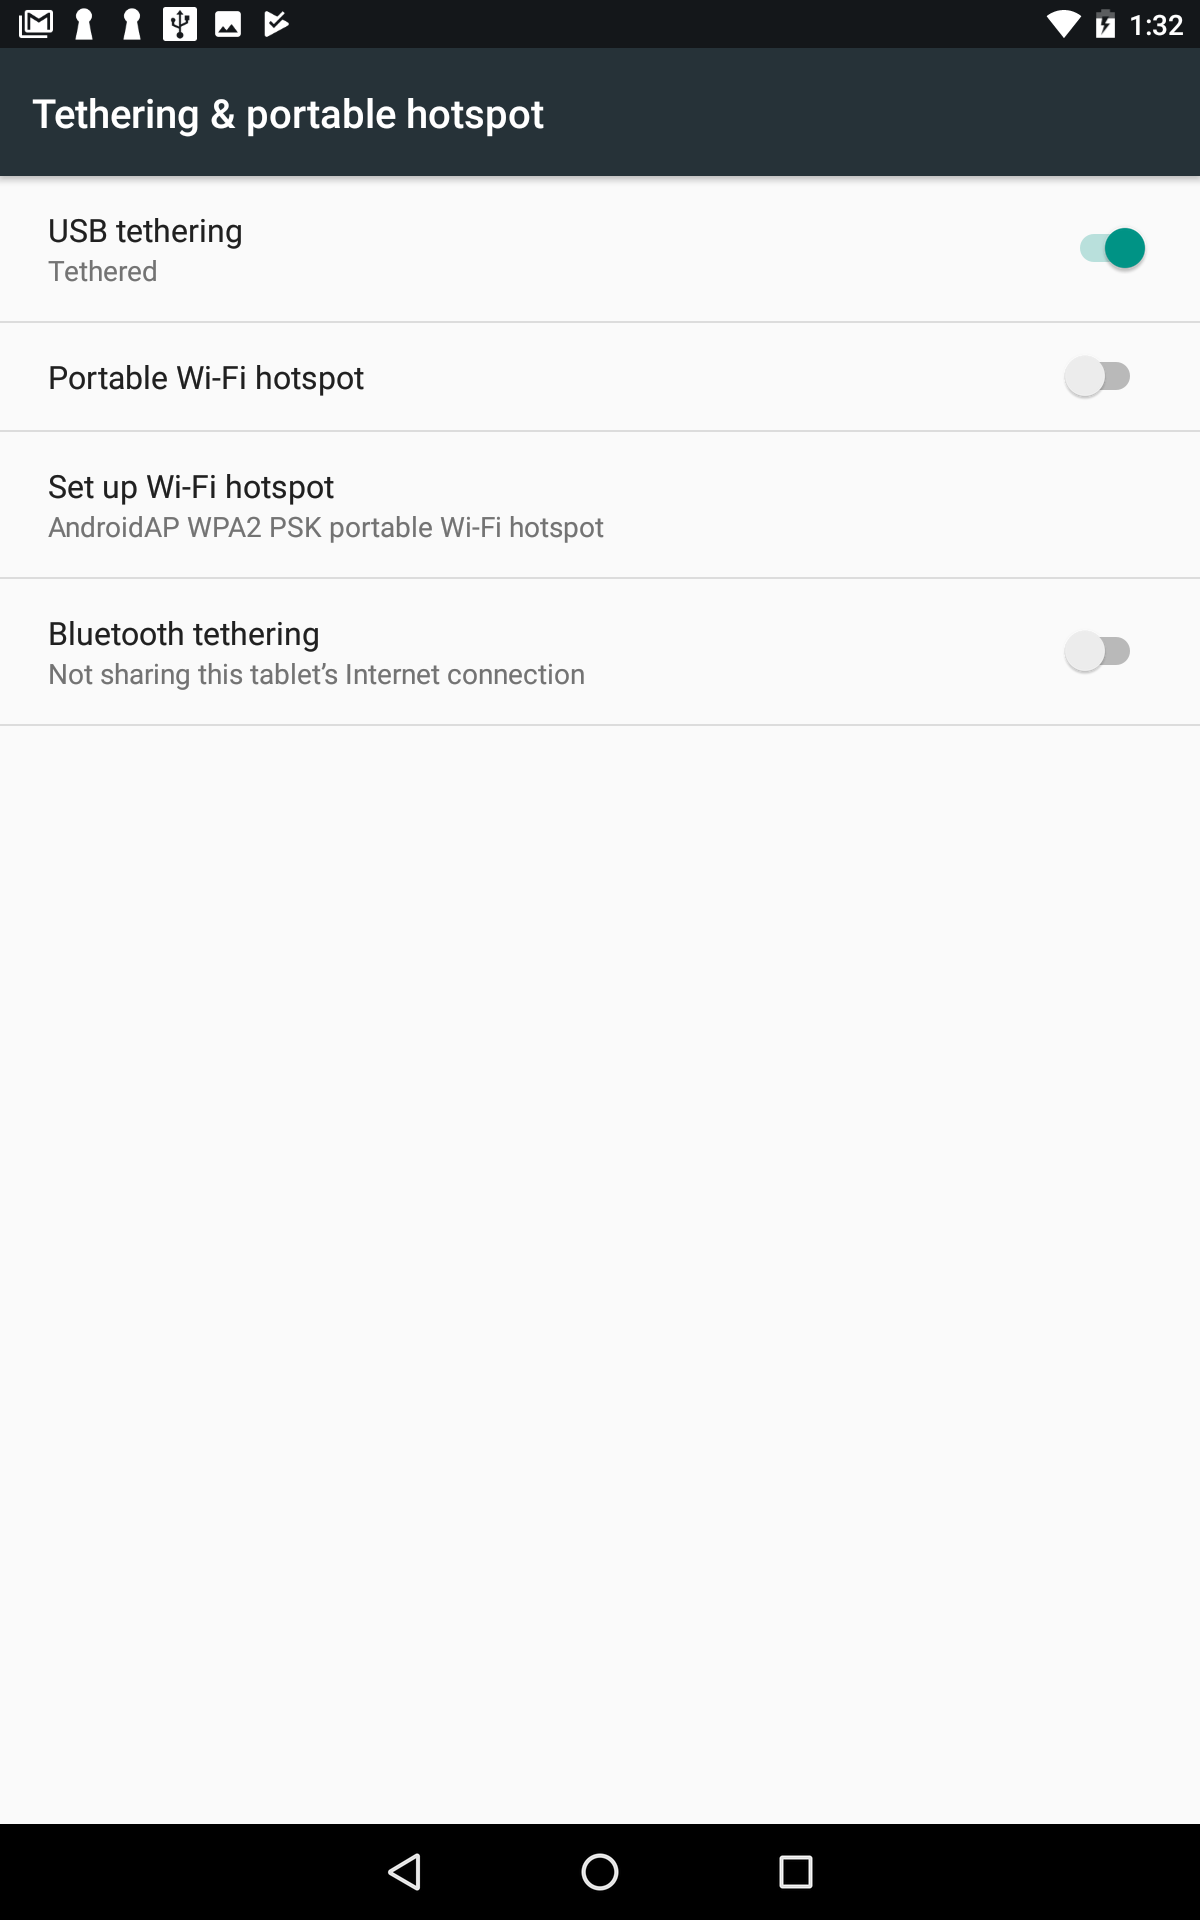 1:32
Tethering & portable hotspot
USB tethering
Tethered
Portable Wi-Fi hotspot
Set up Wi-Fi hotspot
AndroidAP WPA2 PSK portable Wi-Fi hotspot
Bluetooth tethering
Not sharing this tablet’s Internet connection